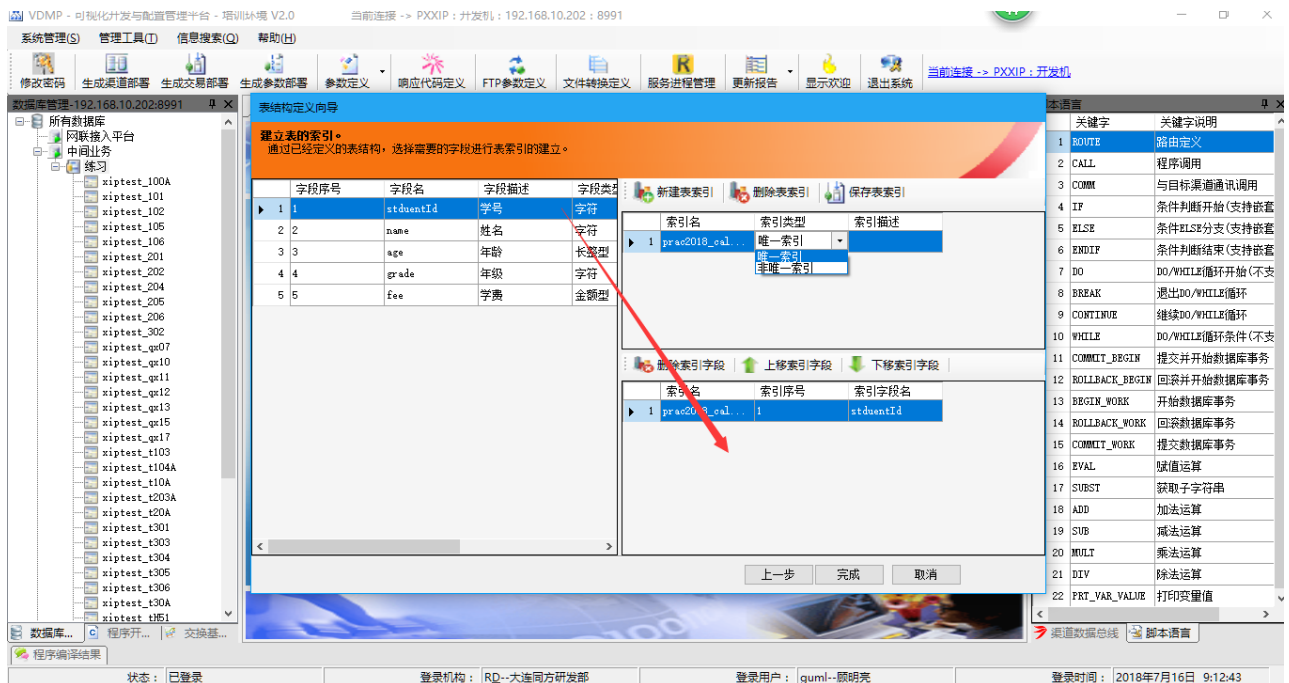 VDMP - 可视化开发与配置管理平台 - 培训环境 V2.0 当前连接 -> PXXIP : 开发机 : 192.168.10.202 : 8991
系统管理(S) 管理工具(T) 信息搜索(Q) 帮助(H)
修改密码 生成渠道部署 生成交易部署 生成参数部署 参数定义 响应代码定义 FTP参数定义 文件转换定义 服务进程管理 更新报告 显示欢迎 退出系统 当前连接 -> PXXIP : 开发机
数据库管理-192.168.10.202:8991
所有数据库
网联接入平台
中间业务
练习
xiptest_100A
xiptest_101
xiptest_102
xiptest_105
xiptest_106
xiptest_201
xiptest_202
xiptest_204
xiptest_205
xiptest_206
xiptest_302
xiptest_gx07
xiptest_gx10
xiptest_gx11
xiptest_gx12
xiptest_gx13
xiptest_gx15
xiptest_gx17
xiptest_t103
xiptest_t104A
xiptest_t10A
xiptest_t203A
xiptest_t20A
xiptest_t301
xiptest_t303
xiptest_t304
xiptest_t305
xiptest_t306
xiptest_t30A
xiptest_tH51
数据库... 程序开... 交换基...
程序编译结果
表结构定义向导
建立表的索引。
通过已经定义的表结构，选择需要的字段进行表索引的建立。
字段序号 字段名 字段描述 字段类型
1 1 stduentId 学号 字符
2 2 name 姓名 字符
3 3 age 年龄 长整型
4 4 grade 年级 字符
5 5 fee 学费 金额型
新建表索引 删除表索引 保存表索引
索引名 索引类型 索引描述
1 prac2018_cal... 唯一索引
唯一索引
非唯一索引
删除索引字段 上移索引字段 下移索引字段
索引名 索引序号 索引字段名
1 prac2018_cal... 1 stduentId
上一步 完成 取消
本语言
关键字 关键字说明
1 ROUTE 路由定义
2 CALL 程序调用
3 COMM 与目标渠道通讯调用
4 IF 条件判断开始(支持嵌套
5 ELSE 条件ELSE分支(支持嵌套
6 ENDIF 条件判断结束(支持嵌套
7 DO DO/WHILE循环开始(不支
8 BREAK 退出DO/WHILE循环
9 CONTINUE 继续DO/WHILE循环
10 WHILE DO/WHILE循环条件(不支
11 COMMIT_BEGIN 提交并开始数据库事务
12 ROLLBACK_BEGIN 回滚并开始数据库事务
13 BEGIN_WORK 开始数据库事务
14 ROLLBACK_WORK 回滚数据库事务
15 COMMIT_WORK 提交数据库事务
16 EVAL 赋值运算
17 SUBST 获取子字符串
18 ADD 加法运算
19 SUB 减法运算
20 MULT 乘法运算
21 DIV 除法运算
22 PRT_VAR_VALUE 打印变量值
渠道数据总线 脚本语言
状态 : 已登录 登录机构 : RD--大连同方研发部 登录用户 : guml--顾明亮 登录时间 : 2018年7月16日 9:12:43